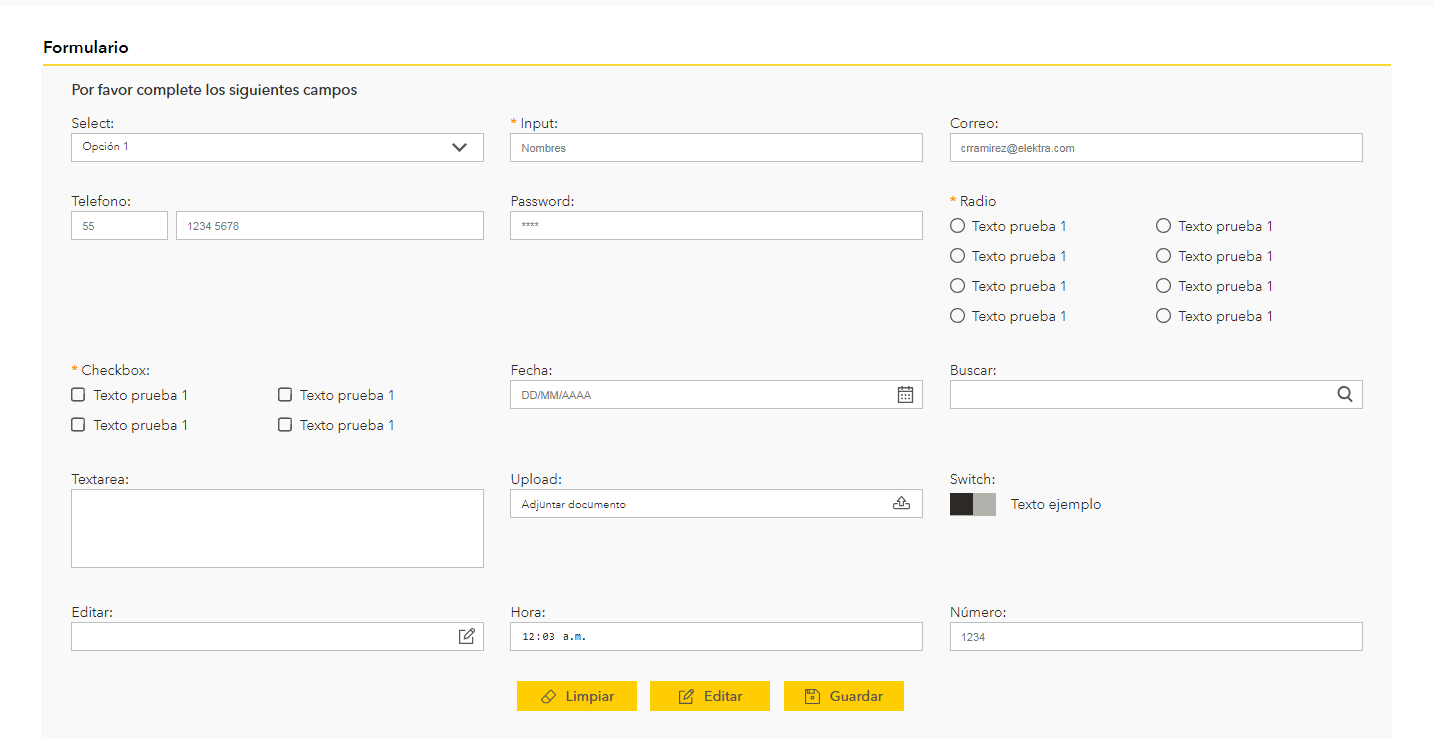 Formulario
Por favor complete los siguientes campos
Select:
Opción 1
* Input:
Nombres
Correo:
crramirez@elektra.com
Telefono:
55 1234 5678
Password:
****
* Radio
Texto prueba 1 Texto prueba 1
Texto prueba 1 Texto prueba 1
Texto prueba 1 Texto prueba 1
Texto prueba 1 Texto prueba 1
* Checkbox:
Texto prueba 1 Texto prueba 1
Texto prueba 1 Texto prueba 1
Fecha:
DD/MM/AAAA
Buscar:
Textarea:
Upload:
Adjuntar documento
Switch:
Texto ejemplo
Editar:
Hora:
12:03 a.m.
Número:
1234
Limpiar Editar Guardar